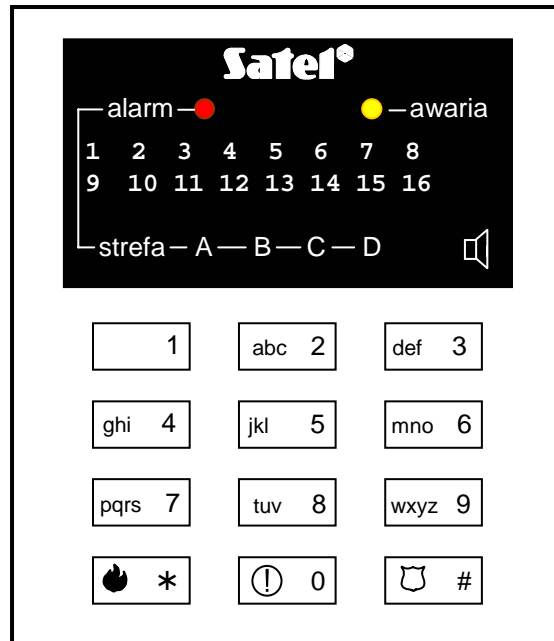 Satel®
alarm awaria
1 2 3 4 5 6 7 8
9 10 11 12 13 14 15 16
strefa A B C D
1 abc 2 def 3
ghi 4 jkl 5 mno 6
pqrs 7 tuv 8 wxyz 9
* ! 0 #